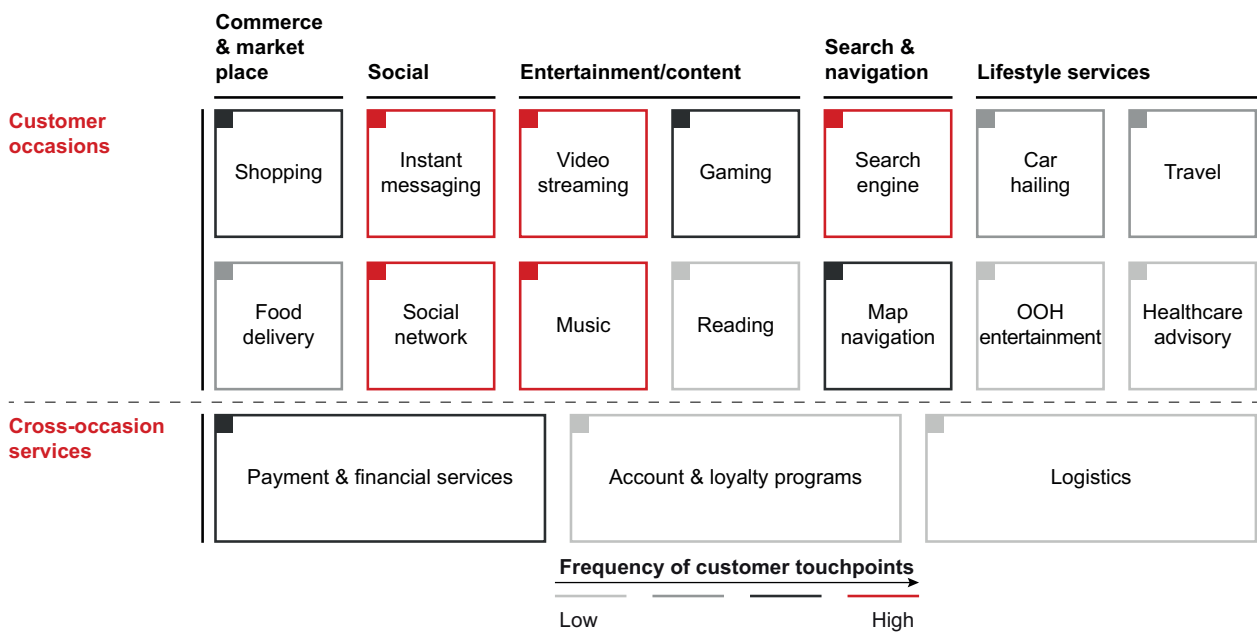 Commerce
& market
place
Social
Entertainment/content
Search &
navigation
Lifestyle services
Customer
occasions
Shopping
Instant
messaging
Video
streaming
Gaming
Search
engine
Car
hailing
Travel
Food
delivery
Social
network
Music
Reading
Map
navigation
OOH
entertainment
Healthcare
advisory
Cross-occasion
services
Payment & financial services
Account & loyalty programs
Logistics
Frequency of customer touchpoints
Low
High